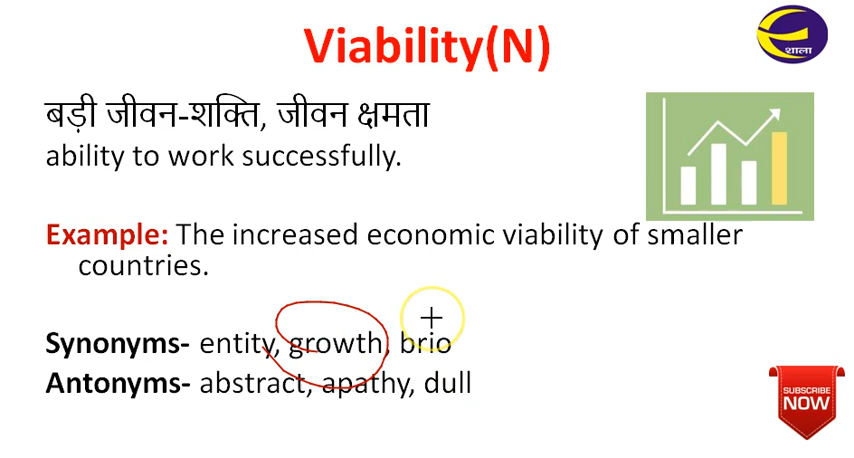 Viability(N)
शाला
बड़ी जीवन-शक्ति, जीवन क्षमता
ability to work successfully.
Example: The increased economic viability of smaller
countries.
Synonyms- entity, growth, brio
Antonyms- abstract, apathy, dull
SUBSCRIBE
NOW